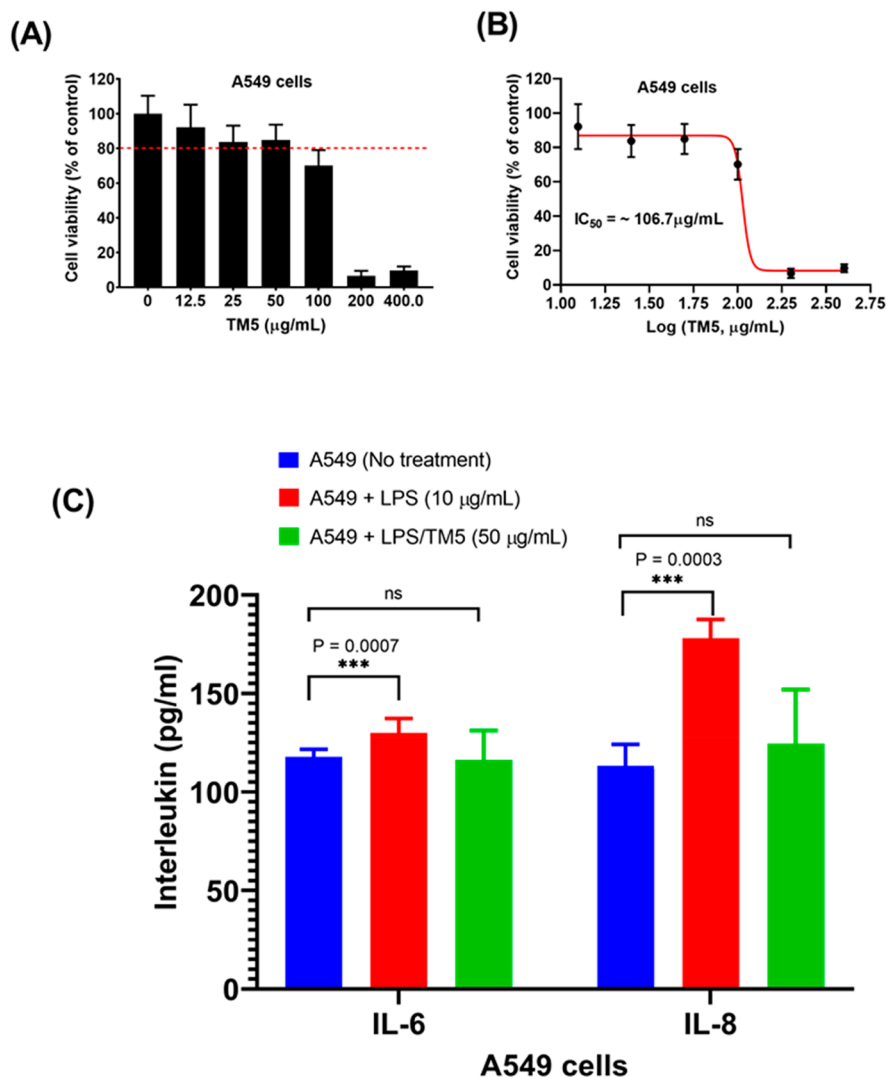 (A)
A549 cells
Cell viability (% of control)
120
100
80
60
40
20
0
0 12.5 25 50 100 200 400.0
TM5 (μg/mL)
(B)
A549 cells
Cell viability (% of control)
120
100
80
60
40
20
0
IC50 = ~ 106.7μg/mL
1.00 1.25 1.50 1.75 2.00 2.25 2.50 2.75
Log (TM5, μg/mL)
(C)
A549 (No treatment)
A549 + LPS (10 μg/mL)
A549 + LPS/TM5 (50 μg/mL)
Interleukin (pg/ml)
200
150
100
50
0
ns
P = 0.0007
***
ns
P = 0.0003
***
IL-6 IL-8
A549 cells